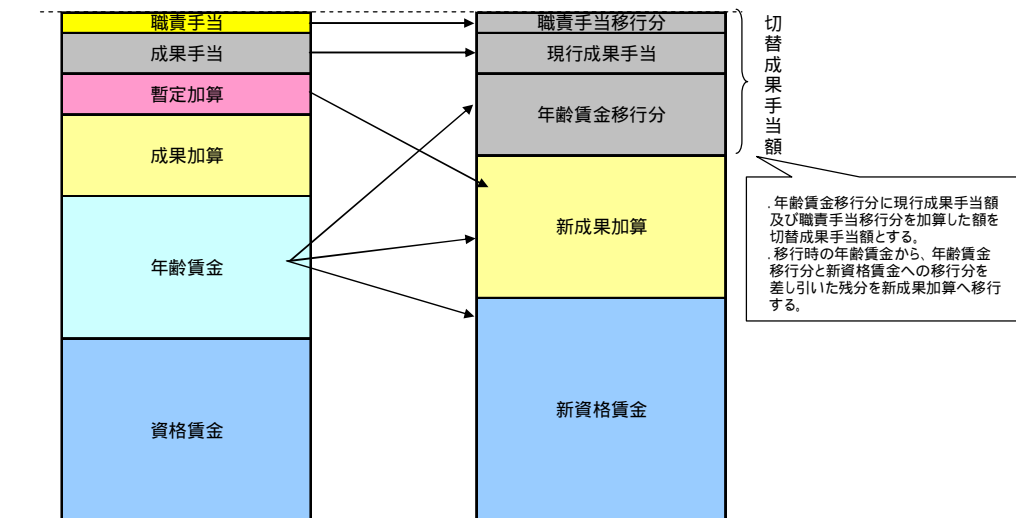 職責手当
成果手当
暫定加算
成果加算
年齢賃金
資格賃金
職責手当移行分
現行成果手当
年齢賃金移行分
新成果加算
新資格賃金
切替成果手当額
.年齢賃金移行分に現行成果手当額
及び職責手当移行分を加算した額を
切替成果手当額とする。
.移行時の年齢賃金から、年齢賃金
移行分と新資格賃金への移行分を
差し引いた残分を新成果加算へ移行
する。